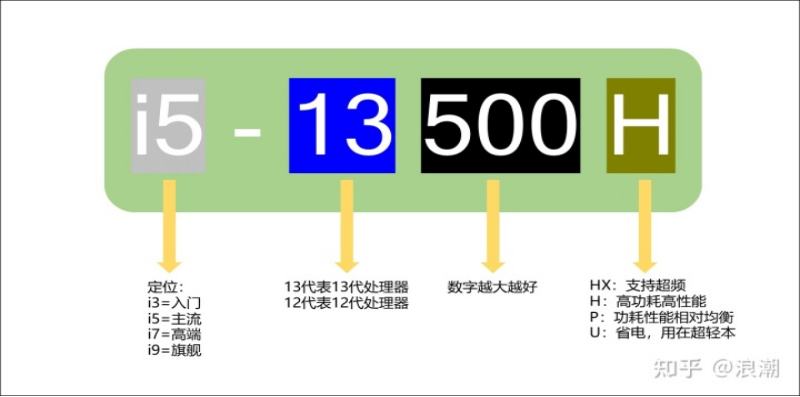 i5 - 13 500 H
定位:
i3=入门
i5=主流
i7=高端
i9=旗舰
13代表13代处理器
12代表12代处理器
数字越大越好
HX: 支持超频
H: 高功耗高性能
P: 功耗性能相对均衡
U: 省电，用在超轻本
知乎 @浪潮